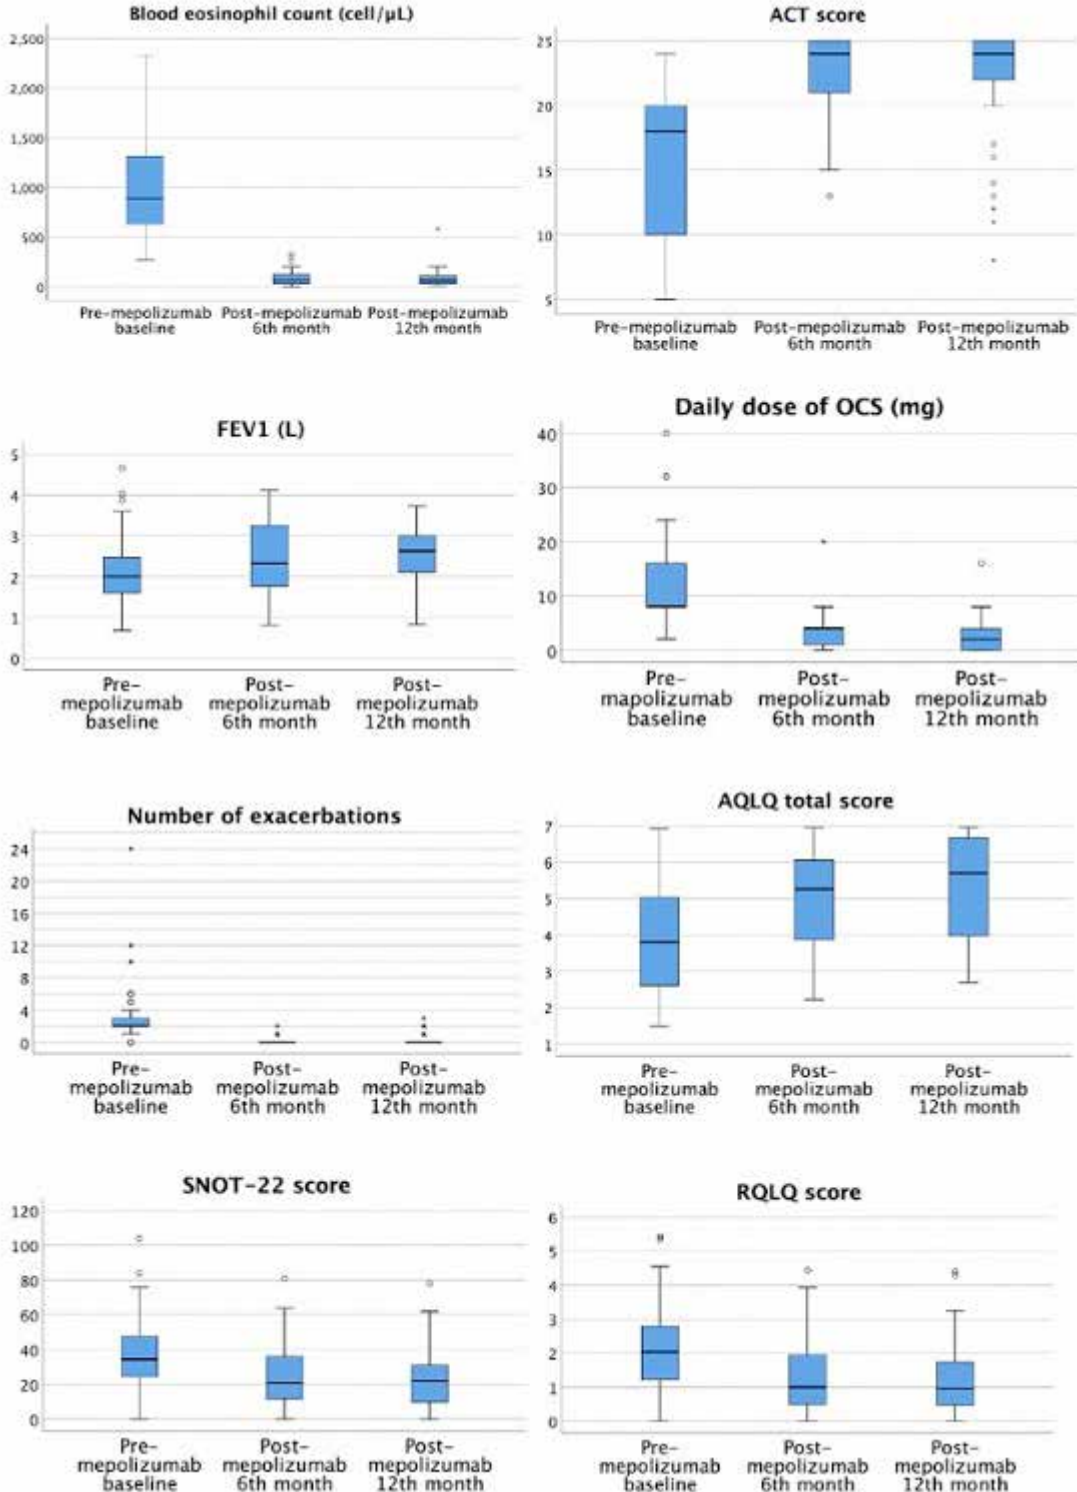 Blood eosinophil count (cell/μL)
2,500
2,000
1,500
1,000
500
0
Pre-mepolizumab Post-mepolizumab Post-mepolizumab
baseline 6th month 12th month
ACT score
25
20
15
10
5
Pre-mepolizumab Post-mepolizumab Post-mepolizumab
baseline 6th month 12th month
FEV1 (L)
5
4
3
2
1
0
Pre- Post- Post-
mepolizumab mepolizumab mepolizumab
baseline 6th month 12th month
Daily dose of OCS (mg)
40
30
20
10
0
Pre- Post- Post-
mapolizumab mepolizumab mepolizumab
baseline 6th month 12th month
Number of exacerbations
24
20
16
12
8
4
0
Pre- Post- Post-
mepolizumab mepolizumab mepolizumab
baseline 6th month 12th month
AQLQ total score
7
6
5
4
3
2
1
Pre- Post- Post-
mepolizumab mepolizumab mepolizumab
baseline 6th month 12th month
SNOT-22 score
120
100
80
60
40
20
0
Pre- Post- Post-
mepolizumab mepolizumab mepolizumab
baseline 6th month 12th month
RQLQ score
6
5
4
3
2
1
0
Pre- Post- Post-
mepolizumab mepolizumab mepolizumab
baseline 6th month 12th month